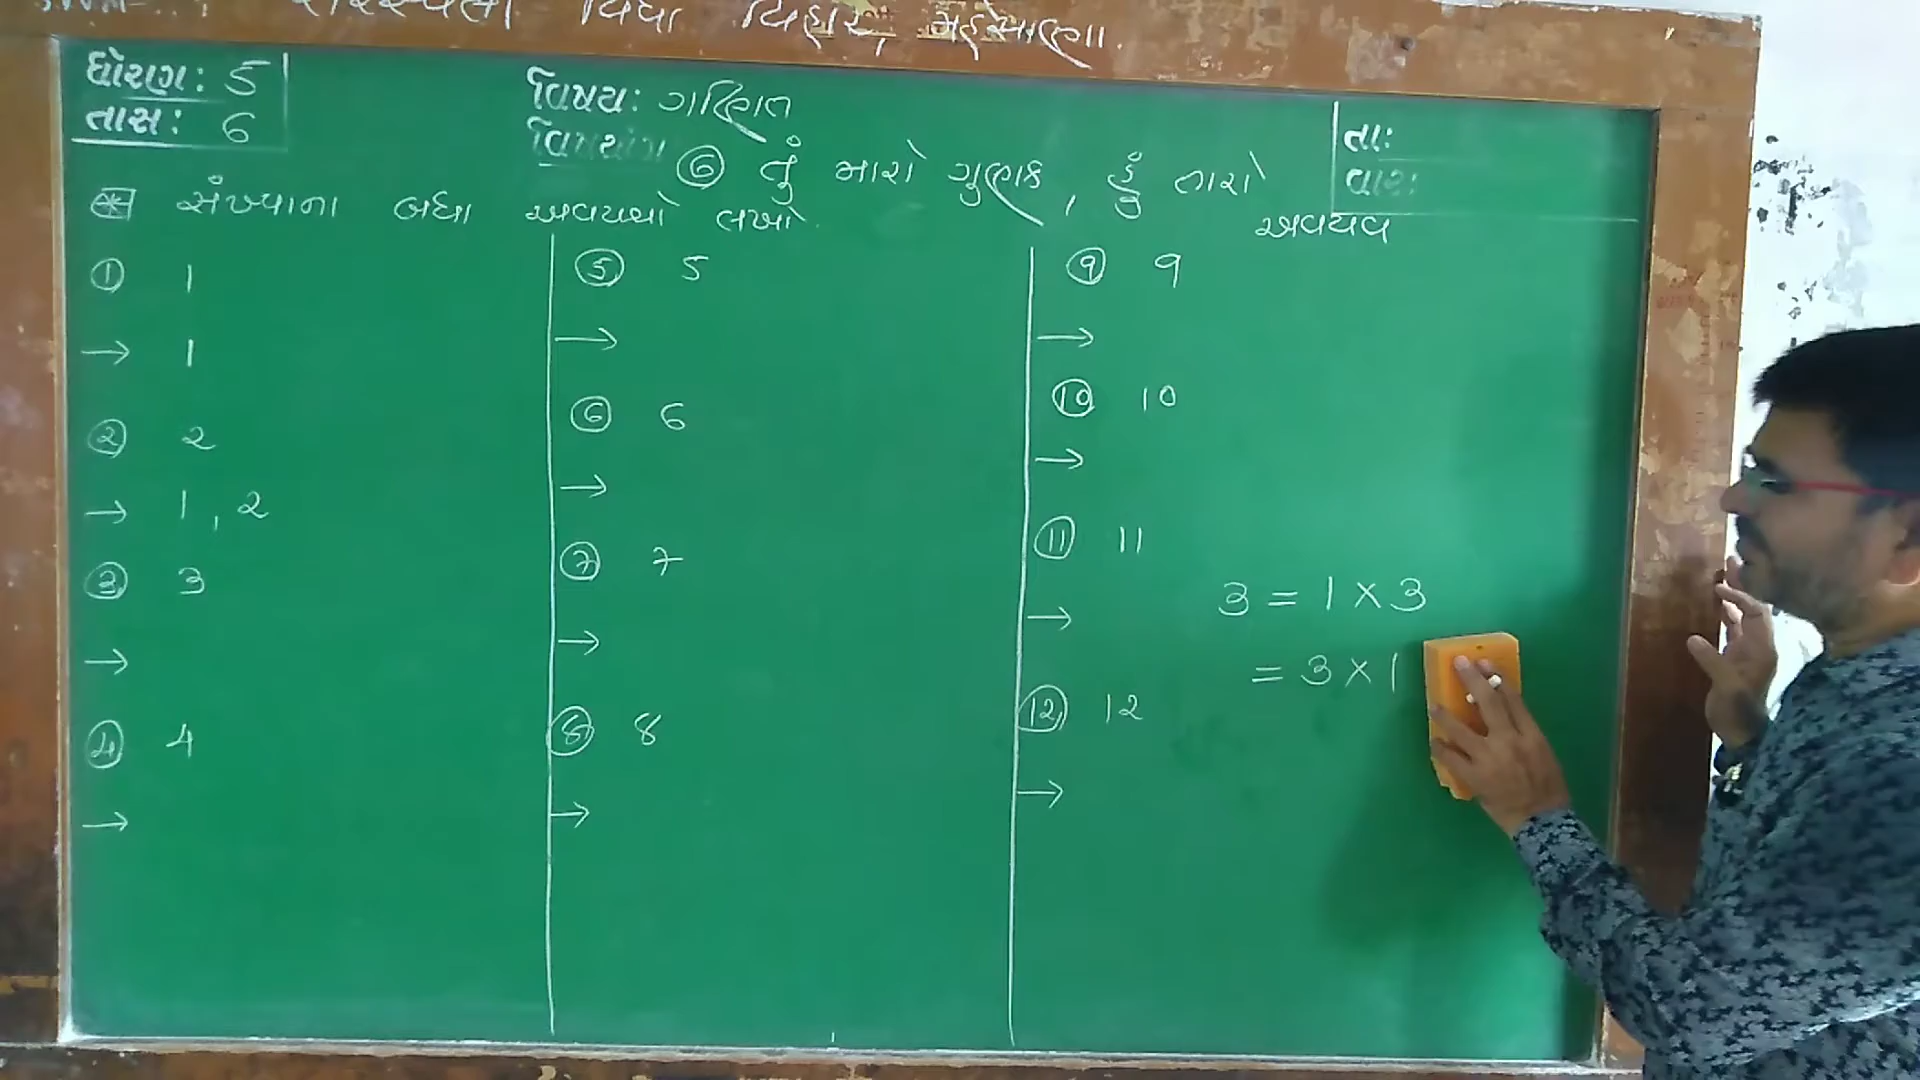 વિદ્યા વિહાર, મહેસાણા.
ધોરણ: 5
તાસ: 6
વિષય: ગણિત
વિષયાંગ
⑥ તું મારો ગુણક, હું તારો અવયવ
તા:
વાર:
* સંખ્યાના બધા અવયવો લખો.
① 1
→ 1
② 2
→ 1, 2
③ 3
→
④ 4
→
⑤ 5
→
⑥ 6
→
⑦ 7
→
⑧ 8
→
⑨ 9
→
⑩ 10
→
⑪ 11
→
⑫ 12
→
3 = 1 × 3
= 3 × 1